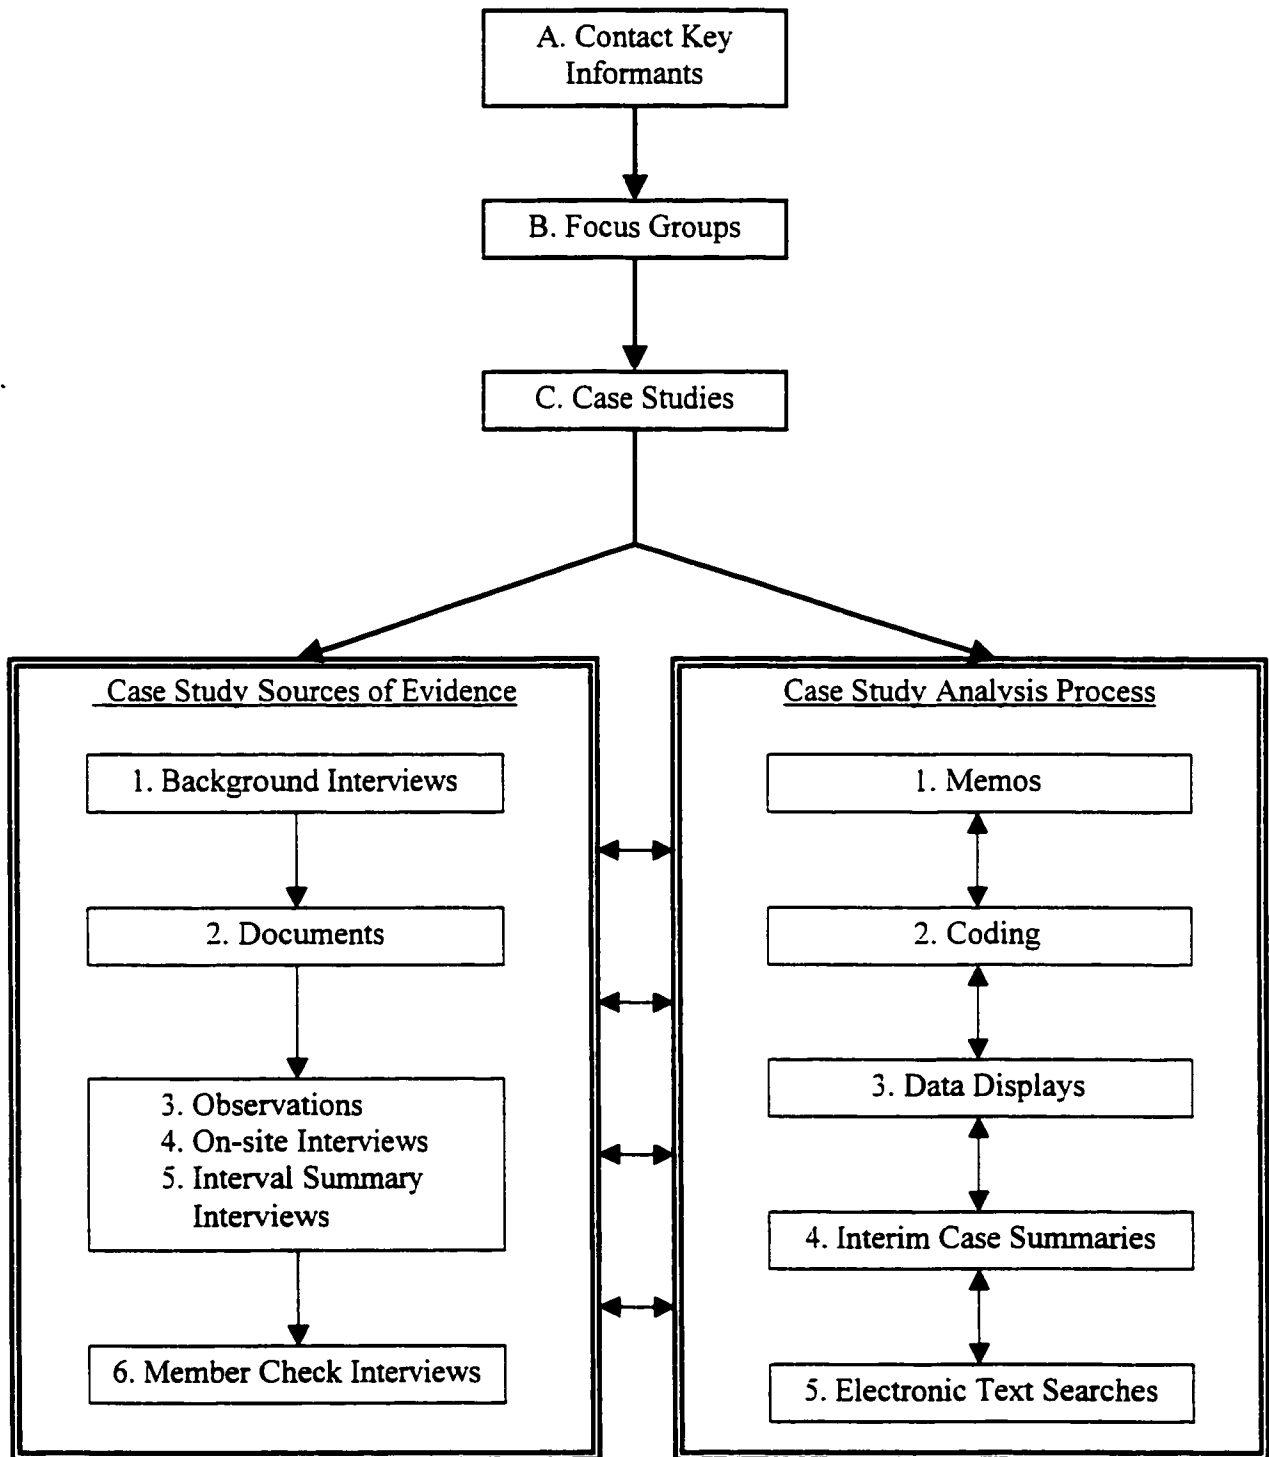 A. Contact Key
Informants
B. Focus Groups
C. Case Studies
Case Study Sources of Evidence
1. Background Interviews
2. Documents
3. Observations
4. On-site Interviews
5. Interval Summary
Interviews
6. Member Check Interviews
Case Study Analysis Process
1. Memos
2. Coding
3. Data Displays
4. Interim Case Summaries
5. Electronic Text Searches